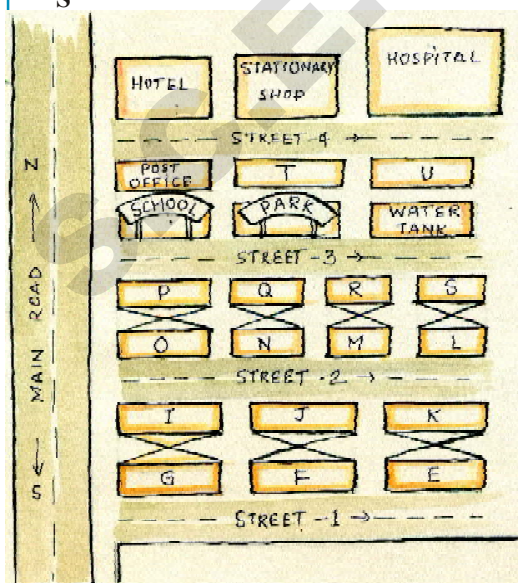 S
HOTEL
STATIONARY
SHOP
HOSPITAL
STREET 4 →
N
POST
OFFICE
T
U
SCHOOL
PARK
WATER
TANK
STREET -3 →
P
Q
R
S
MAIN ROAD
O
N
M
L
STREET -2 →
I
J
K
S
G
F
E
STREET -1 →